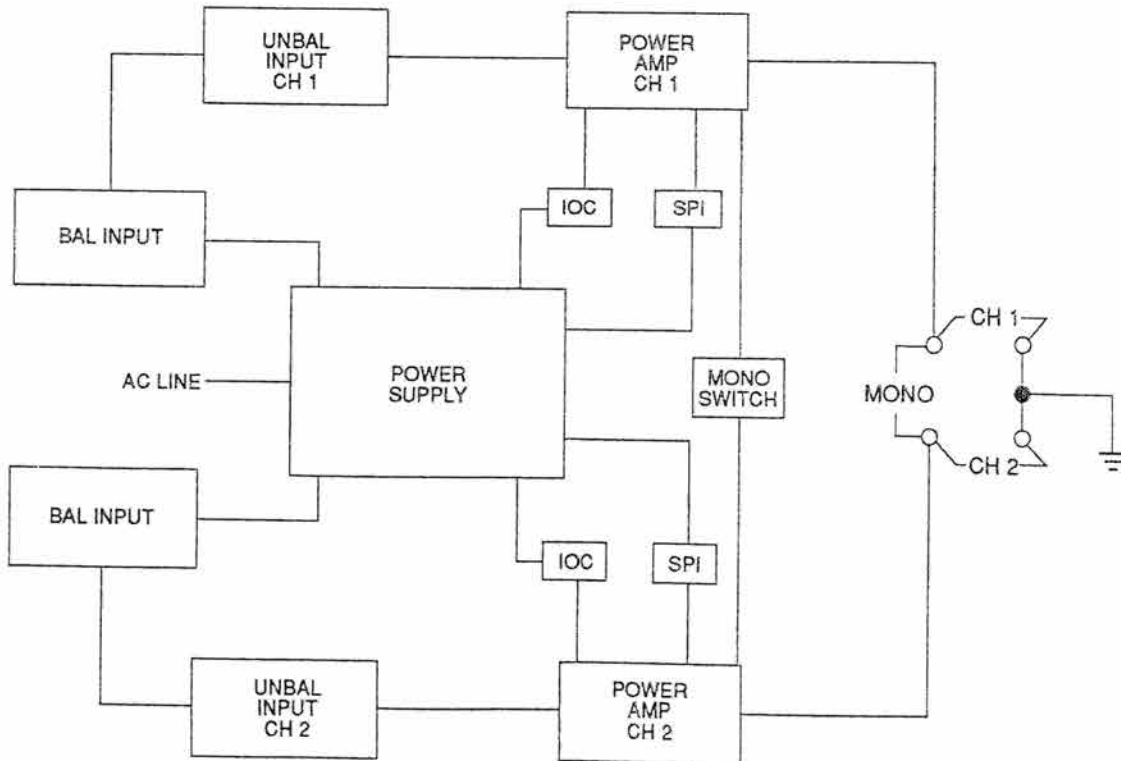 UNBAL
INPUT
CH 1
POWER
AMP
CH 1
IOC
SPI
BAL INPUT
CH 1
AC LINE
POWER
SUPPLY
MONO
SWITCH
MONO
CH 2
BAL INPUT
IOC
SPI
UNBAL
INPUT
CH 2
POWER
AMP
CH 2